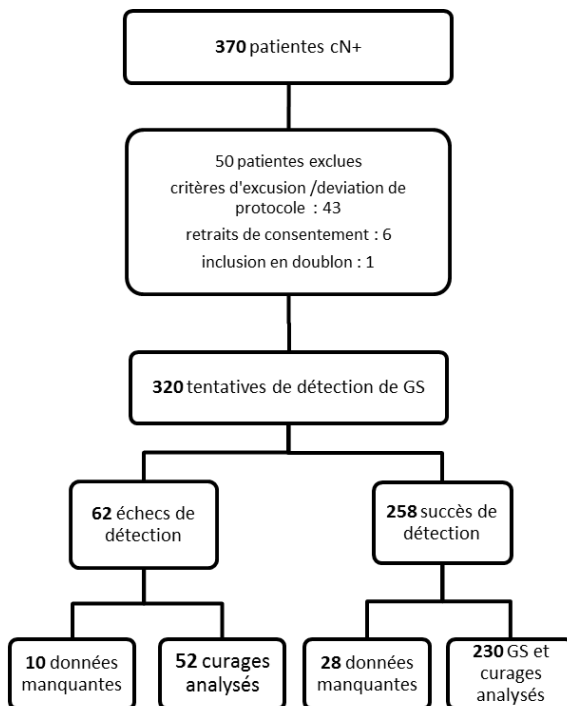 370 patientes cN+
50 patientes exclues
critères d'excusion /deviation de
protocole : 43
retraits de consentement : 6
inclusion en doublon : 1
320 tentatives de détection de GS
62 échecs de
détection
258 succès de
détection
10 données
manquantes
52 curages
analysés
28 données
manquantes
230 GS et
curages
analysés